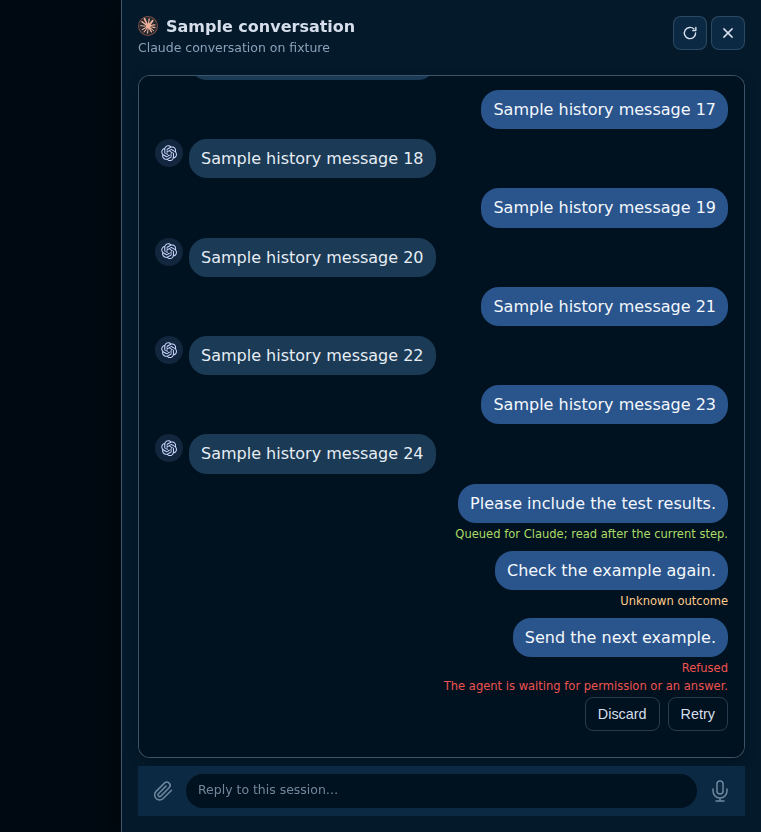 Sample conversation
Claude conversation on fixture
Sample history message 17
Sample history message 18
Sample history message 19
Sample history message 20
Sample history message 21
Sample history message 22
Sample history message 23
Sample history message 24
Please include the test results.
Queued for Claude; read after the current step.
Check the example again.
Unknown outcome
Send the next example.
Refused
The agent is waiting for permission or an answer.
Discard Retry
Reply to this session...